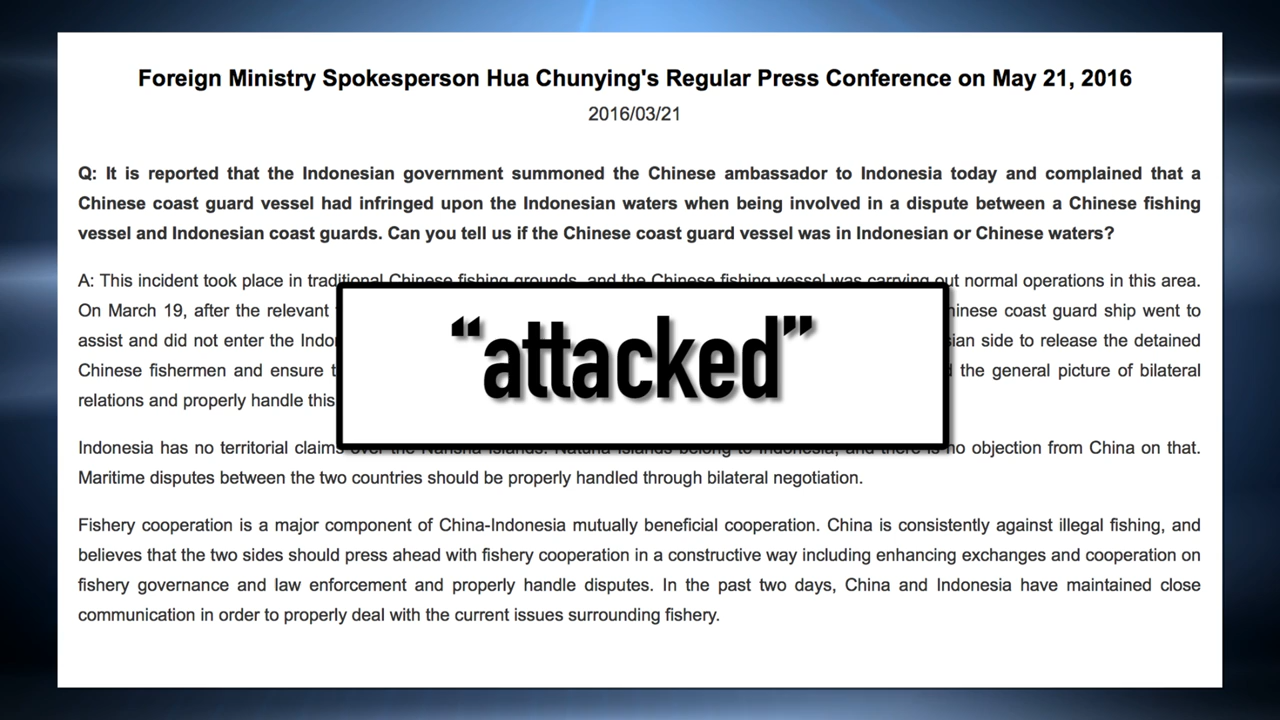 Foreign Ministry Spokesperson Hua Chunying's Regular Press Conference on May 21, 2016
2016/03/21
Q: It is reported that the Indonesian government summoned the Chinese ambassador to Indonesia today and complained that a
Chinese coast guard vessel had infringed upon the Indonesian waters when being involved in a dispute between a Chinese fishing
vessel and Indonesian coast guards. Can you tell us if the Chinese coast guard vessel was in Indonesian or Chinese waters?
A: This incident took place in traditional Chinese fishing grounds, and the Chinese fishing vessel was carrying out normal operations in this area.
On March 19, after the relevant hinese coast guard ship went to
assist and did not enter the Indo sian side to release the detained
Chinese fishermen and ensure the general picture of bilateral
relations and properly handle this
“attacked”
Indonesia has no territorial claims over the Nansha Islands. Natuna Islands belong to Indonesia, and there is no objection from China on that.
Maritime disputes between the two countries should be properly handled through bilateral negotiation.
Fishery cooperation is a major component of China-Indonesia mutually beneficial cooperation. China is consistently against illegal fishing, and
believes that the two sides should press ahead with fishery cooperation in a constructive way including enhancing exchanges and cooperation on
fishery governance and law enforcement and properly handle disputes. In the past two days, China and Indonesia have maintained close
communication in order to properly deal with the current issues surrounding fishery.